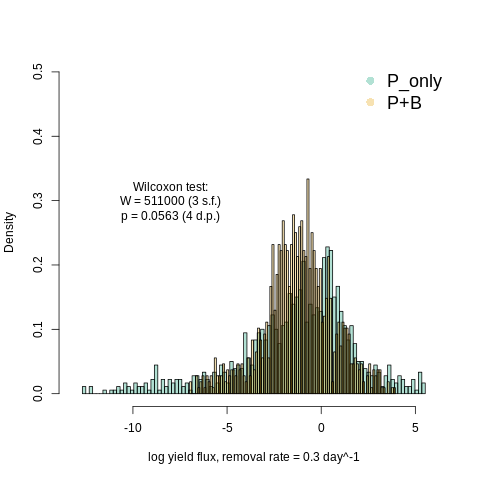 P_only
P+B
Wilcoxon test:
W = 511000 (3 s.f.)
p = 0.0563 (4 d.p.)
Density
0.5
0.4
0.3
0.2
0.1
0.0
-10 -5 0 5
log yield flux, removal rate = 0.3 day^-1